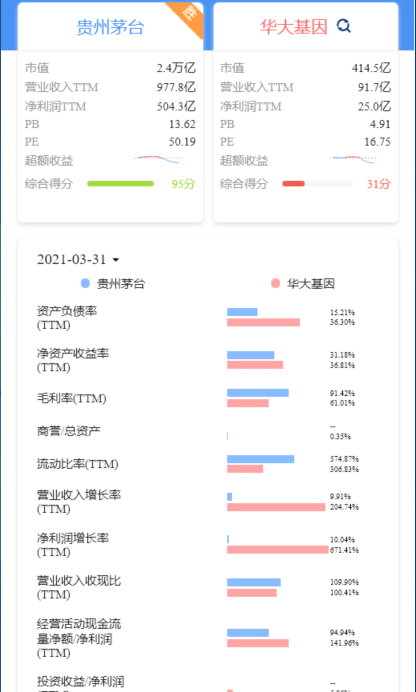 贵州茅台
胜
华大基因
市值 2.4万亿
营业收入TTM 977.8亿
净利润TTM 504.3亿
PB 13.62
PE 50.19
超额收益
综合得分 95分
市值 414.5亿
营业收入TTM 91.7亿
净利润TTM 25.0亿
PB 4.91
PE 16.75
超额收益
综合得分 31分
2021-03-31
贵州茅台 华大基因
资产负债率
(TTM)
15.21%
36.30%
净资产收益率
(TTM)
31.18%
36.81%
毛利率(TTM)
91.42%
61.01%
商誉/总资产
--
0.35%
流动比率(TTM)
574.87%
306.83%
营业收入增长率
(TTM)
9.91%
204.74%
净利润增长率
(TTM)
10.04%
671.41%
营业收入收现比
(TTM)
109.90%
100.41%
经营活动现金流
量净额/净利润
(TTM)
94.94%
141.96%
投资收益/净利润
--